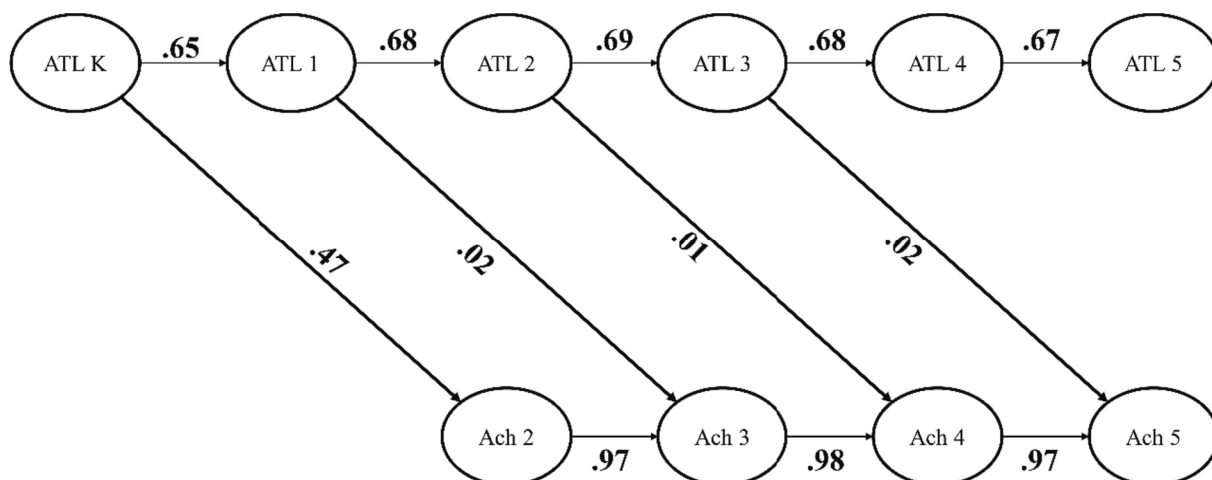 .65 .68 .69 .68 .67
ATL K ATL 1 ATL 2 ATL 3 ATL 4 ATL 5
.47 .02 .01 .02
Ach 2 Ach 3 Ach 4 Ach 5
.97 .98 .97